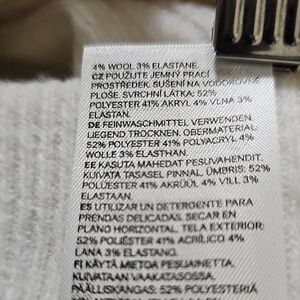 4% WOOL 3% ELASTANE.
CZ POUŽIJTE JEMNÝ PRACÍ
PROSTŘEDEK. SUŠENÍ NA VODOROVNÉ
PLOŠE. SVRCHNÍ LÁTKA: 52%
POLYESTER 41% AKRYL 4% VLNA 3%
ELASTAN.
DE FEINWASCHMITTEL VERWENDEN.
LIEGEND TROCKNEN. OBERMATERIAL:
52% POLYESTER 41% POLYACRYL 4%
WOLLE 3% ELASTHAN.
EE KASUTA MAHEDAT PESUVAHENDIT.
KUIVATA TASASEL PINNAL. ÜMBRIS: 52%
POLÜESTER 41% AKRÜÜL 4% VILL 3%
ELASTAAN.
ES UTILIZAR UN DETERGENTE PARA
PRENDAS DELICADAS. SECAR EN
PLANO HORIZONTAL. TELA EXTERIOR:
52% POLIÉSTER 41% ACRÍLICO 4%
LANA 3% ELASTANO.
FI KÄYTÄ MIETOA PESUAINETTA.
KUIVATAAN VAAKATASOSSA.
PÄÄLLISKANGAS: 52% POLYESTERIÄ